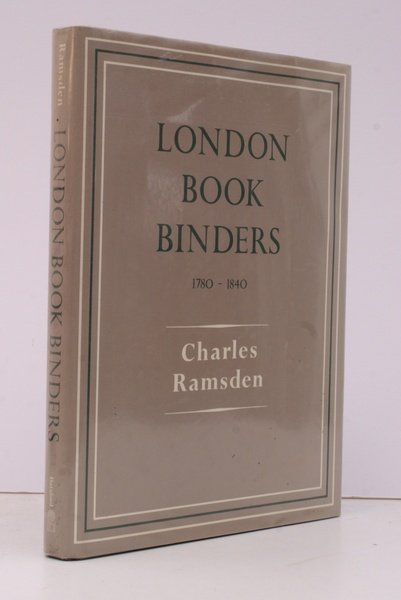 LONDON
BOOK
BINDERS
1780 - 1840
Charles
Ramsden
Ramsden · LONDON BOOK BINDERS